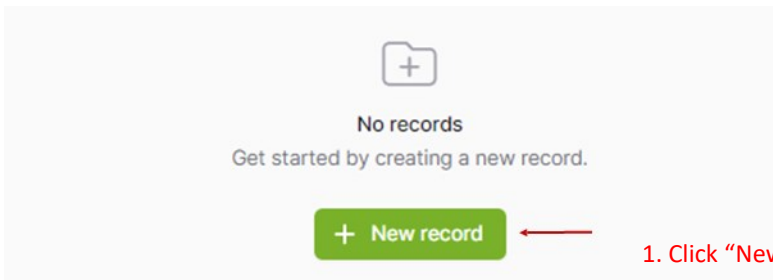 No records
Get started by creating a new record.
+ New record
1. Click “New